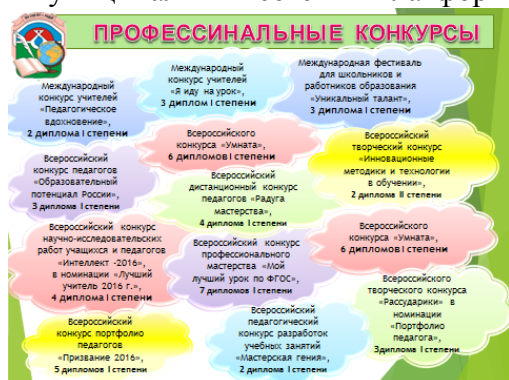 ПРОФЕССИНАЛЬНЫЕ КОНКУРСЫ
Международный
конкурс учителей
«Педагогическое
вдохновение»,
2 диплома I степени
Международный
конкурс учителей
«Я иду на урок»,
3 диплом I степени
Международная фестиваль
для школьников и
работников образования
«Уникальный талант»,
3 диплома I степени
Всероссийского
конкурса «Умната»,
6 дипломов I степени
Всероссийский
творческий конкурс
«Инновационные
методики и технологии
в обучении»,
2 диплома II степени
Всероссийский
конкурс педагогов
«Образовательный
потенциал России»,
3 диплома I степени
Всероссийский
дистанционный конкурс
педагогов «Радуга
мастерства»,
4 диплома I степени
Всероссийский конкурс
научно-исследовательских
работ учащихся и педагогов
«Интеллект -2016»,
в номинации «Лучший
учитель 2016 г.»,
4 диплома I степени
Всероссийский конкурс
профессионального
мастерства «Мой
лучший урок по ФГОС»,
7 дипломов I степени
Всероссийского
конкурса «Умната»,
6 дипломов I степени
Всероссийский
конкурс портфолио
педагогов
«Призвание 2016»,
5 дипломов I степени
Всероссийский
педагогический
конкурс разработок
учебных занятий
«Мастерская гения»,
2 диплома I степени
Всероссийского
творческого конкурса
«Рассударики» в
номинации
«Портфолио
педагога»,
3диплома I степени